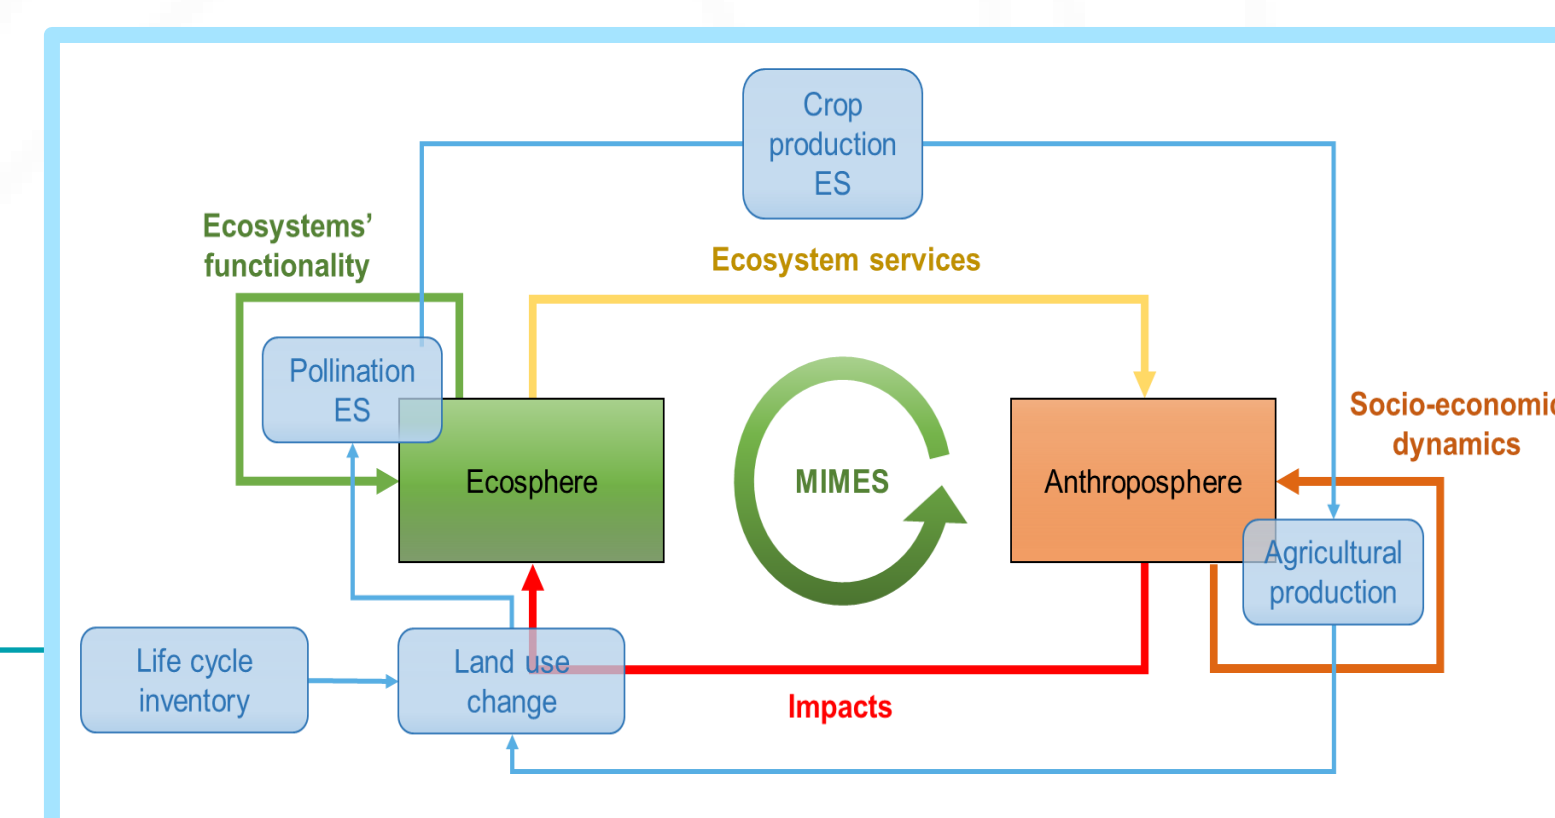 Crop
production
ES
Ecosystems’
functionality
Ecosystem services
Pollination
ES
Ecosphere
MIMES
Anthroposphere
Socio-economic
dynamics
Agricultural
production
Life cycle
inventory
Land use
change
Impacts